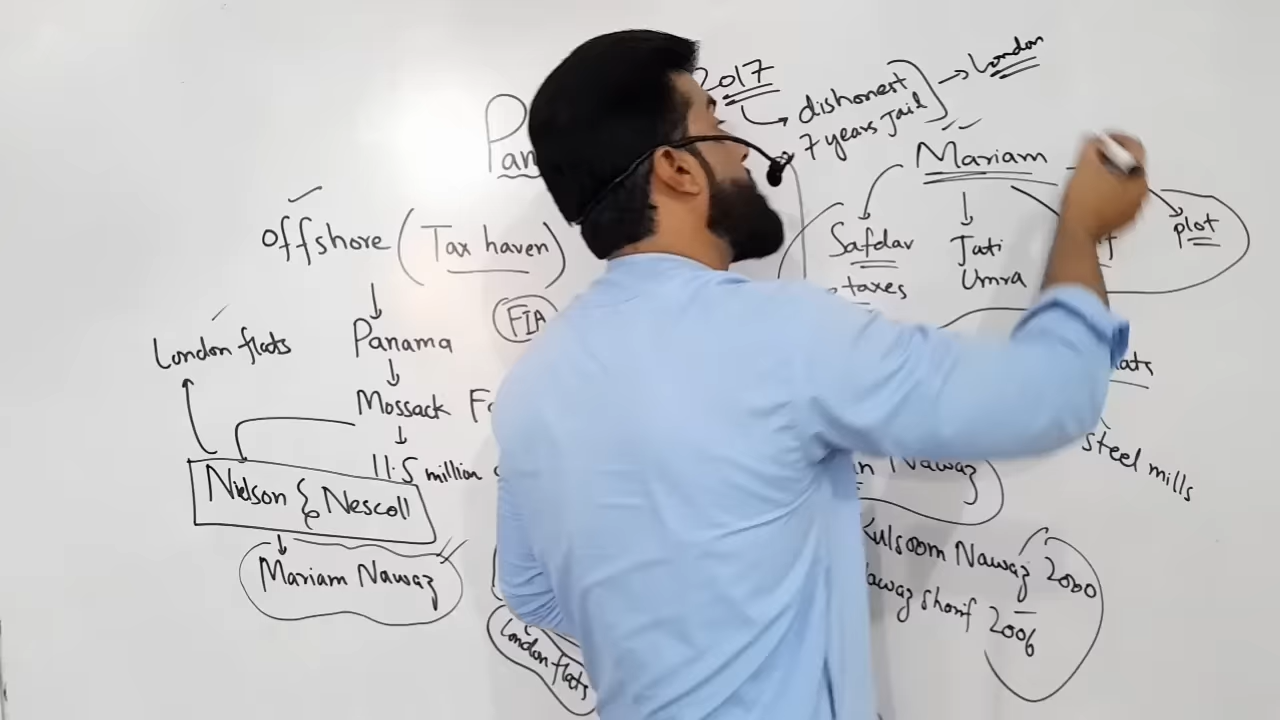 2017
dishonest
7 years Jail
London
Mariam
Safdar
taxes
Jati
Umra
plot
offshore (Tax haven)
Panama
Mossack
11.5 million
FIA
London flats
Nielson & Nescoll
Mariam Nawaz
London flats
steel mills
Nawaz
Kulsoom Nawaz 2000
Nawaz Sharif 2006